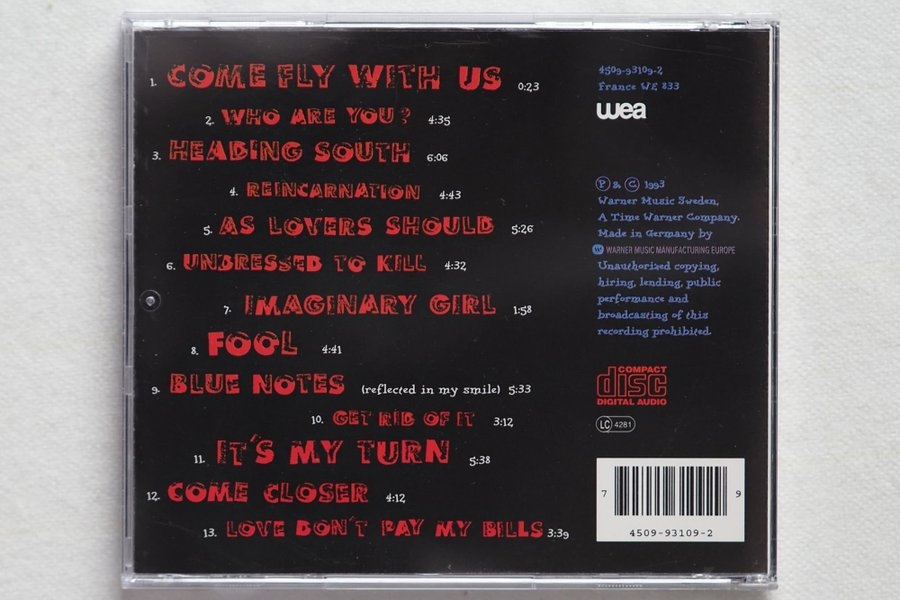 1. COME FLY WITH US 0:23
2. WHO ARE YOU? 4:35
3. HEADING SOUTH 6:06
4. REINCARNATION 4:43
5. AS LOVERS SHOULD 5:26
6. UNDRESSED TO KILL 4:32
7. IMAGINARY GIRL 1:58
8. FOOL 4:41
9. BLUE NOTES (reflected in my smile) 5:33
10. GET RID OF IT 3:12
11. IT'S MY TURN 5:38
12. COME CLOSER 4:12
13. LOVE DON'T PAY MY BILLS 3:39
4509-93109-2
France WE 833
wea
Ⓟ & Ⓒ 1993
Warner Music Sweden,
A Time Warner Company.
Made in Germany by
WARNER MUSIC MANUFACTURING EUROPE
Unauthorized copying,
hiring, lending, public
performance and
broadcasting of this
recording prohibited.
COMPACT
disc
DIGITAL AUDIO
LC 4281
7 9
4509-93109-2